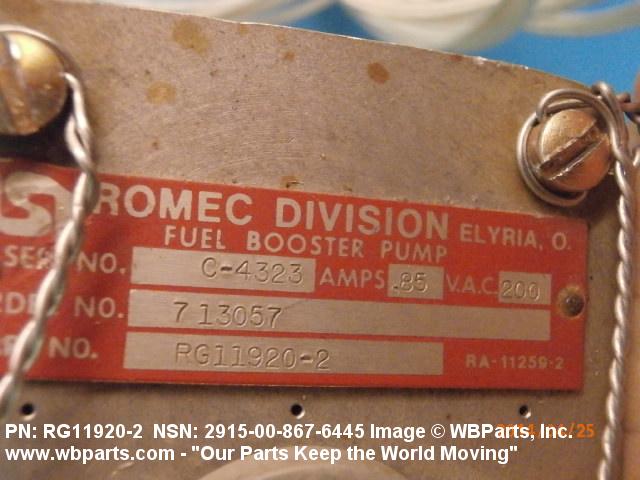 ROMEC DIVISION ELYRIA, O.
FUEL BOOSTER PUMP
SER NO. C-4323 AMPS .85 V.A.C. 200
NO. 713057
NO. RG11920-2 RA-11259-2
PN: RG11920-2 NSN: 2915-00-867-6445 Image © WBParts, Inc.
www.wbparts.com - "Our Parts Keep the World Moving"